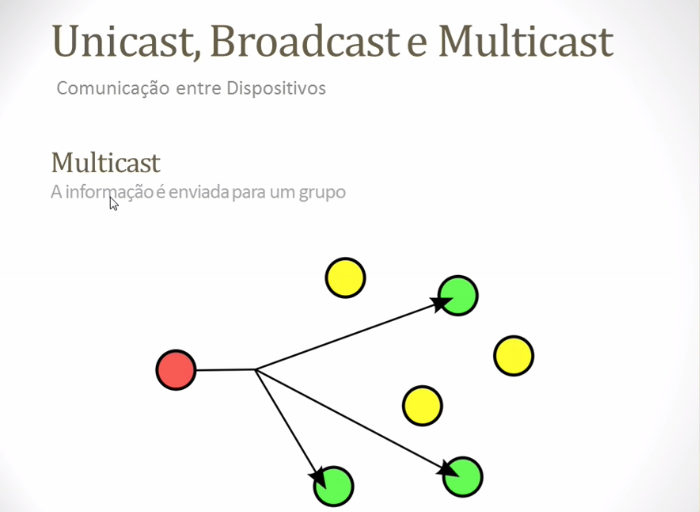 Unicast, Broadcast e Multicast
Comunicação entre Dispositivos
Multicast
A informação é enviada para um grupo